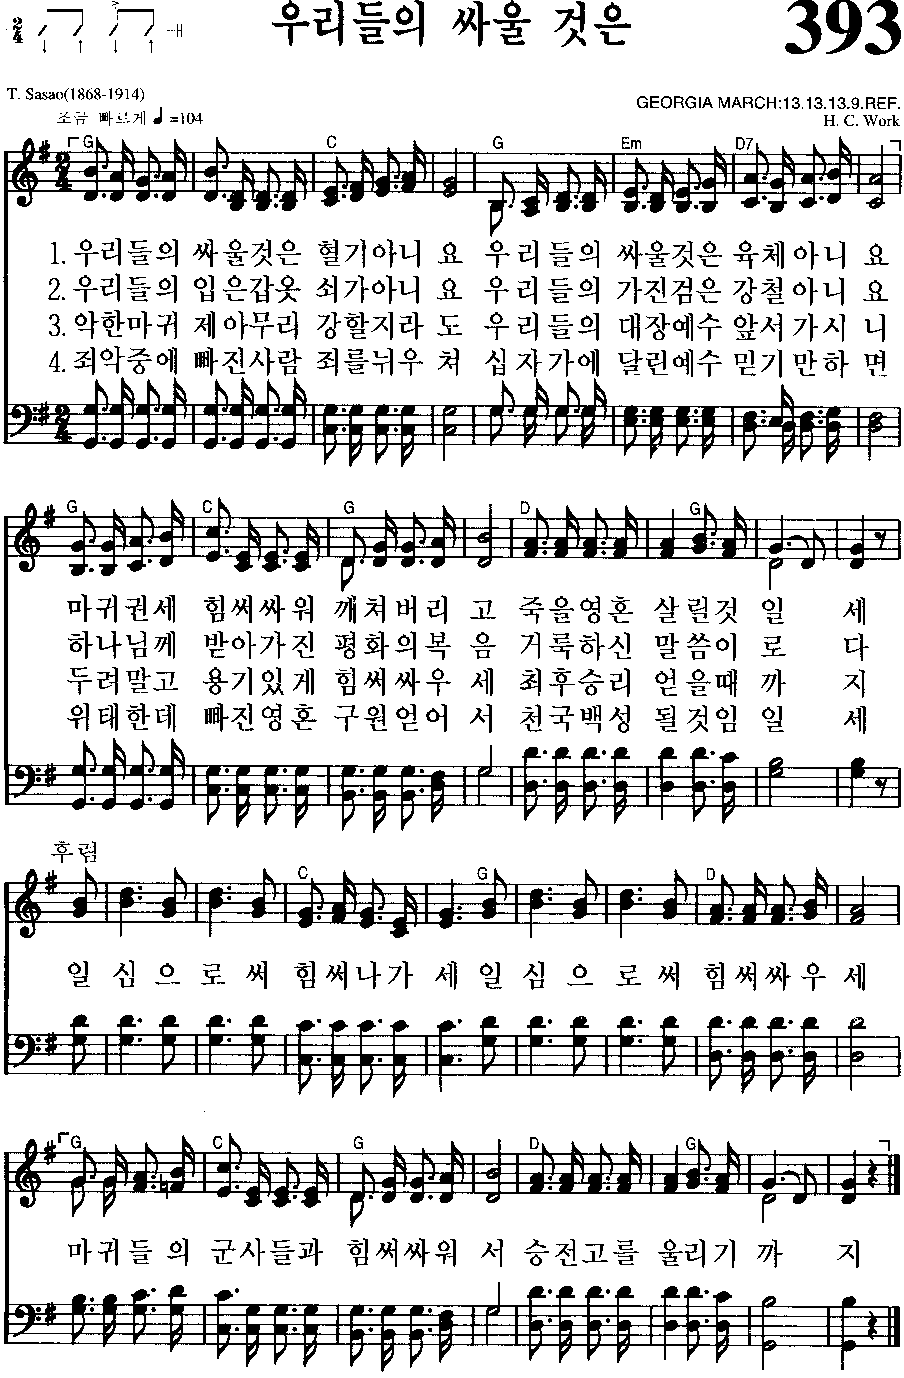 2/4 우리들의 싸울 것은 393
T. Sasao(1868-1914)
조금 빠르게 ♩=104
GEORGIA MARCH:13.13.13.9.REF.
H. C. Work
G C G Em D7
1. 우리들의 싸울것은 혈기아니 요 우리들의 싸울것은 육체아니 요
2. 우리들의 입은갑옷 쇠가아니 요 우리들의 가진검은 강철아니 요
3. 악한마귀 제아무리 강할지라 도 우리들의 대장예수 앞서가시 니
4. 죄악중에 빠진사람 죄를뉘우 쳐 십자가에 달린예수 믿기만하 면
G C G D G
마귀권세 힘써싸워 깨쳐버리 고 죽을영혼 살릴것 일 세
하나님께 받아가진 평화의복 음 거룩하신 말씀이 로 다
두려말고 용기있게 힘써싸우 세 최후승리 얻을때 까 지
위태한데 빠진영혼 구원얻어 서 천국백성 될것임 일 세
후렴
C G D
일 심 으 로 써 힘써나가 세 일 심 으 로 써 힘써싸우 세
G C G D G
마귀들의 군사들과 힘써싸워 서 승전고를 울리기 까 지